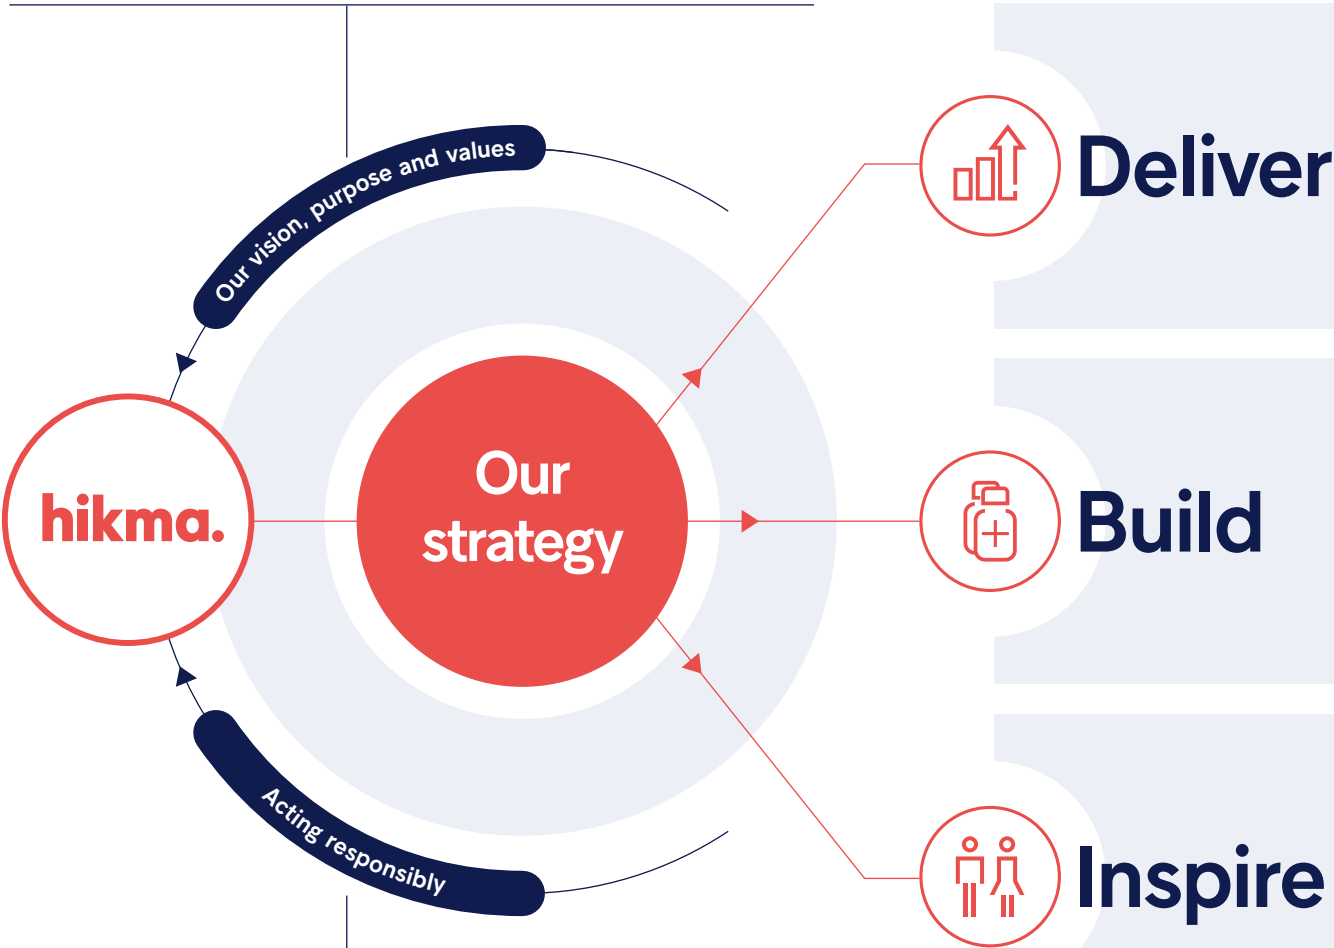 Our vision, purpose and values
hikma.
Our
strategy
Acting responsibly
Deliver
Build
Inspire